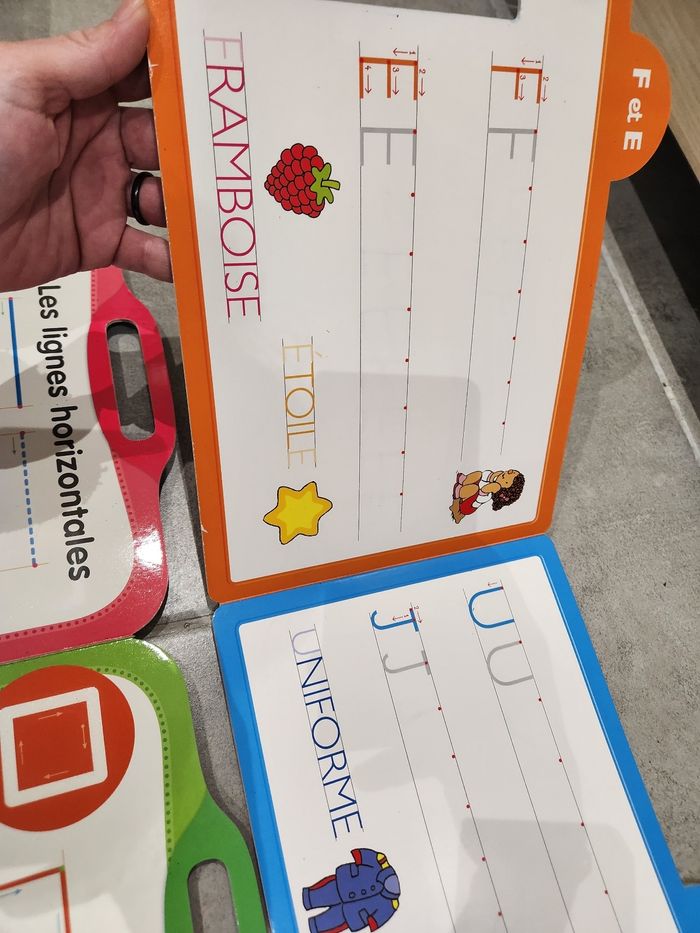 F et E
F F
E E
FRAMBOISE
ÉTOILE
U U
J J
UNIFORME
Les lignes horizontales